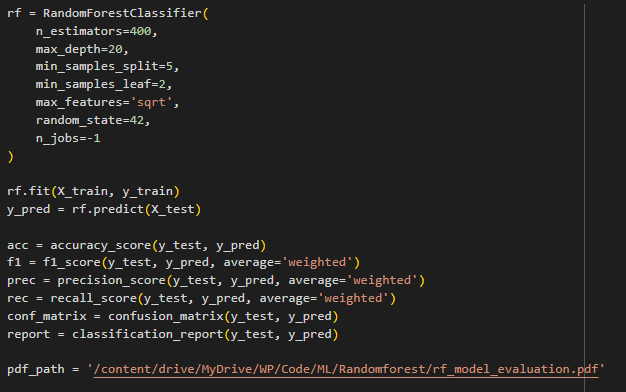 rf = RandomForestClassifier(
    n_estimators=400,
    max_depth=20,
    min_samples_split=5,
    min_samples_leaf=2,
    max_features='sqrt',
    random_state=42,
    n_jobs=-1
)
rf.fit(X_train, y_train)
y_pred = rf.predict(X_test)
acc = accuracy_score(y_test, y_pred)
f1 = f1_score(y_test, y_pred, average='weighted')
prec = precision_score(y_test, y_pred, average='weighted')
rec = recall_score(y_test, y_pred, average='weighted')
conf_matrix = confusion_matrix(y_test, y_pred)
report = classification_report(y_test, y_pred)
pdf_path = '/content/drive/MyDrive/WP/Code/ML/Randomforest/rf_model_evaluation.pdf'